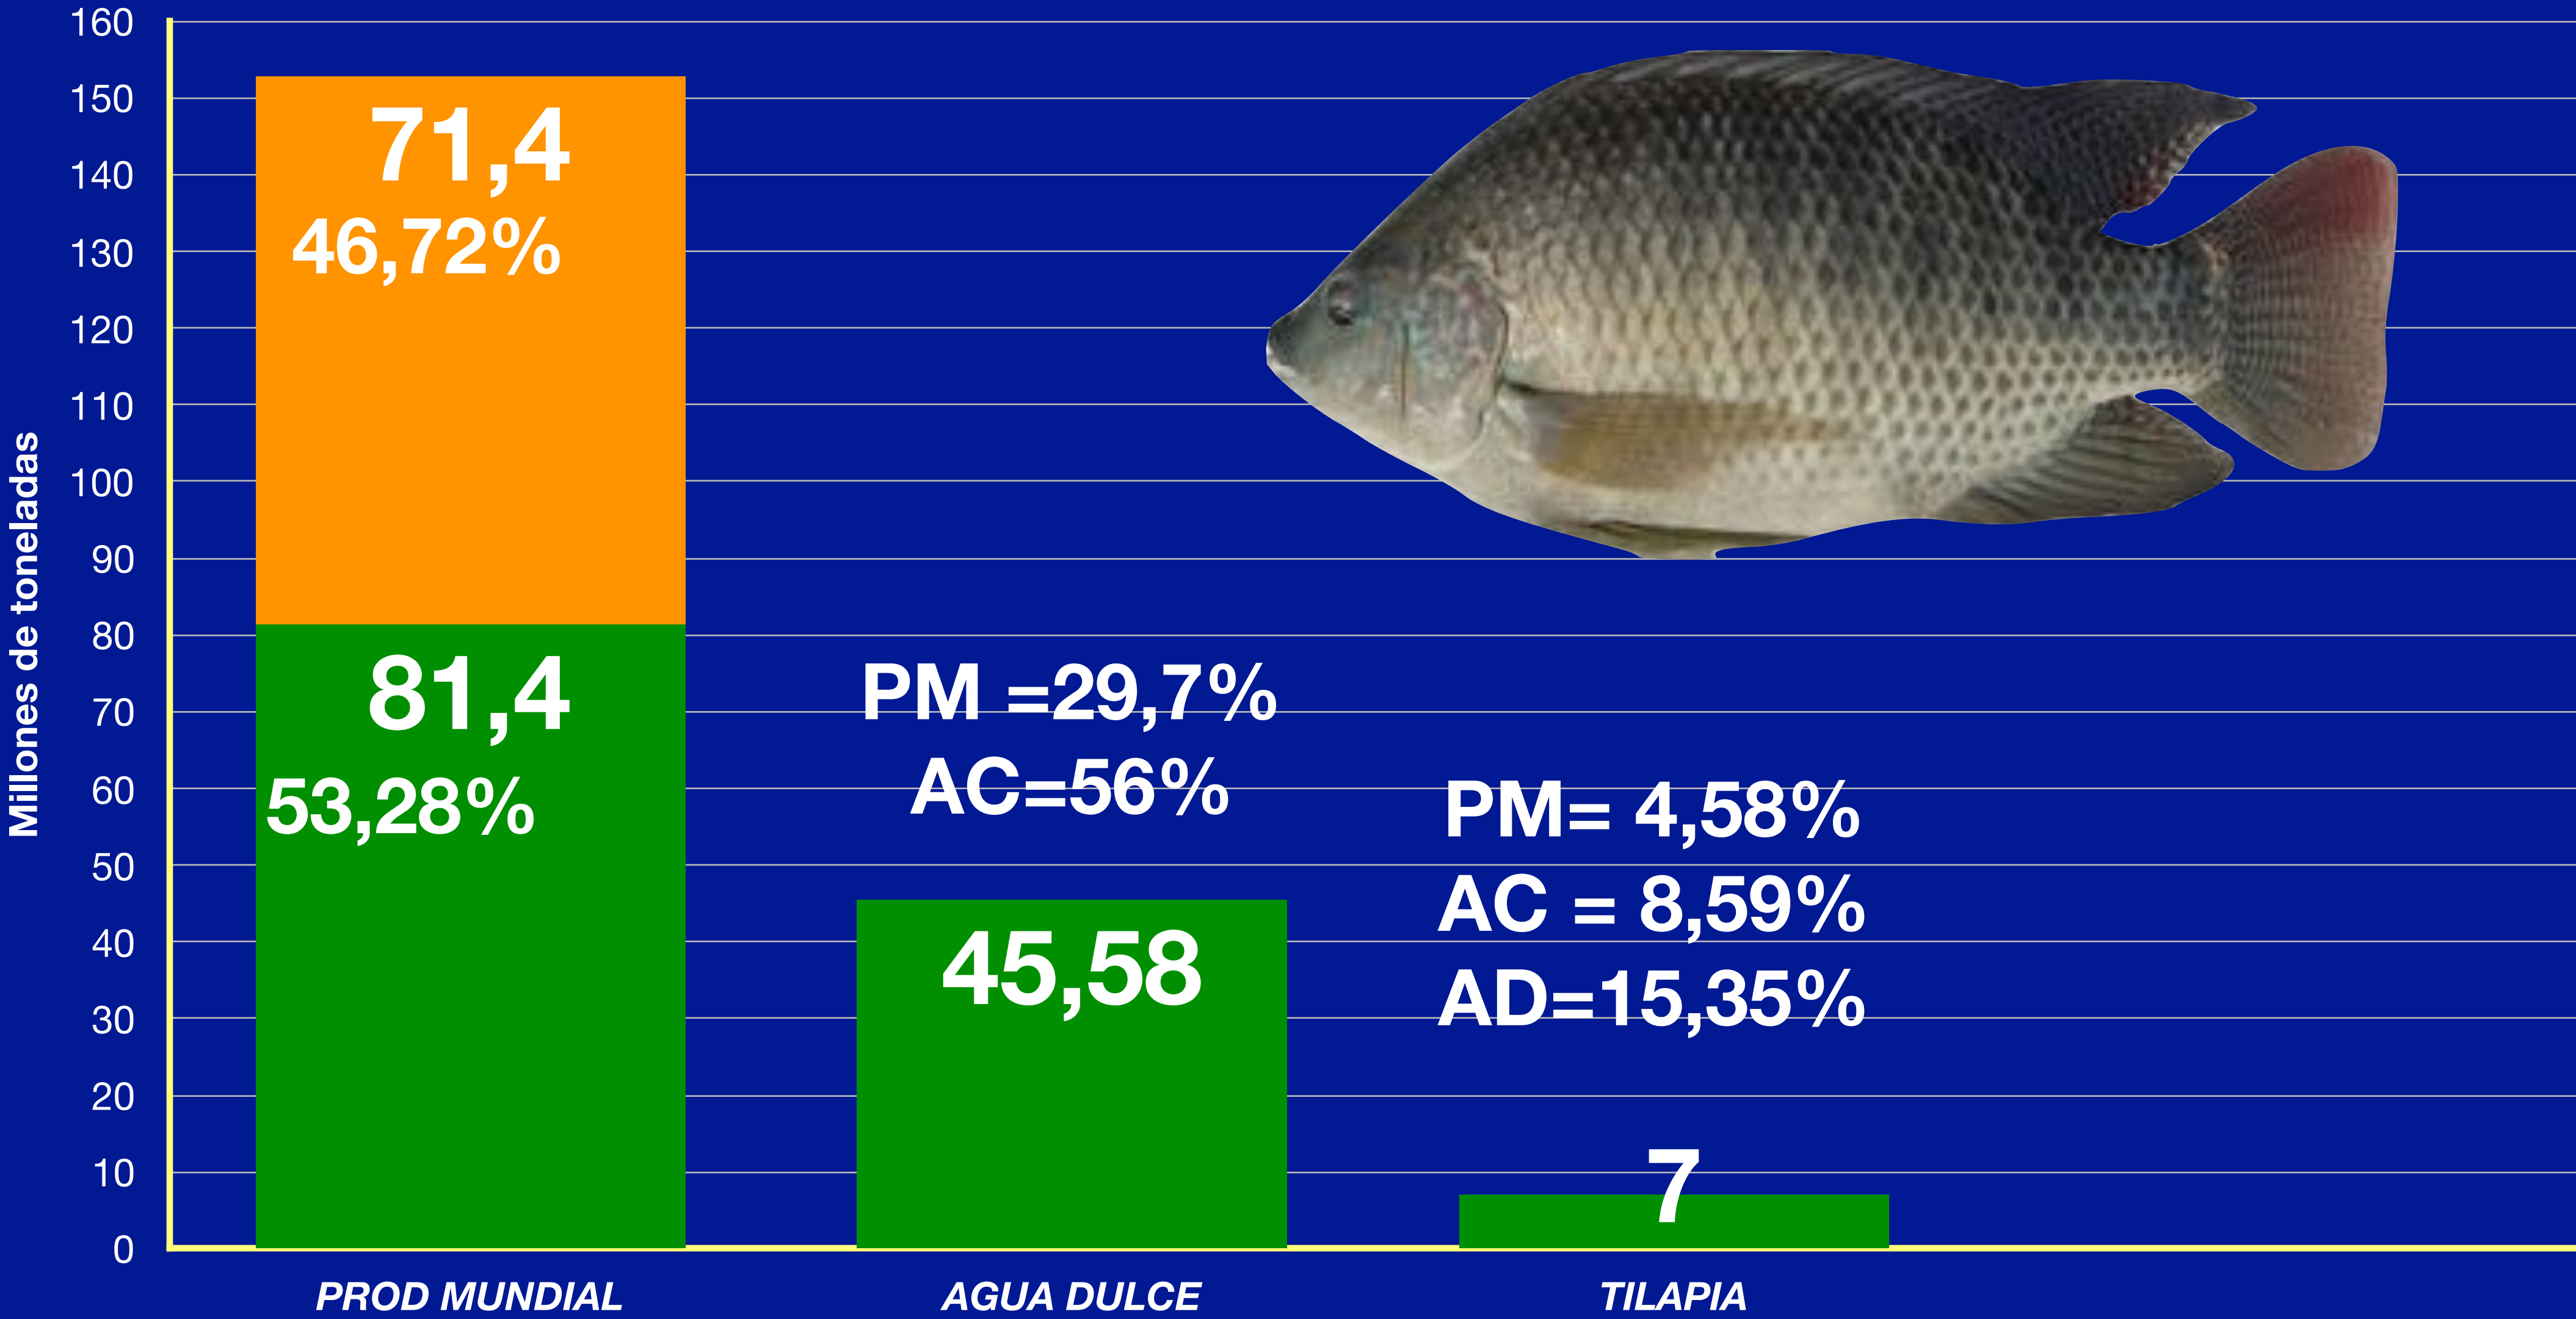 Millones de toneladas
160
150
140
130
120
110
100
90
80
70
60
50
40
30
20
10
0
71,4
46,72%
81,4
53,28%
PM =29,7%
AC=56%
45,58
PM= 4,58%
AC = 8,59%
AD=15,35%
7
PROD MUNDIAL
AGUA DULCE
TILAPIA